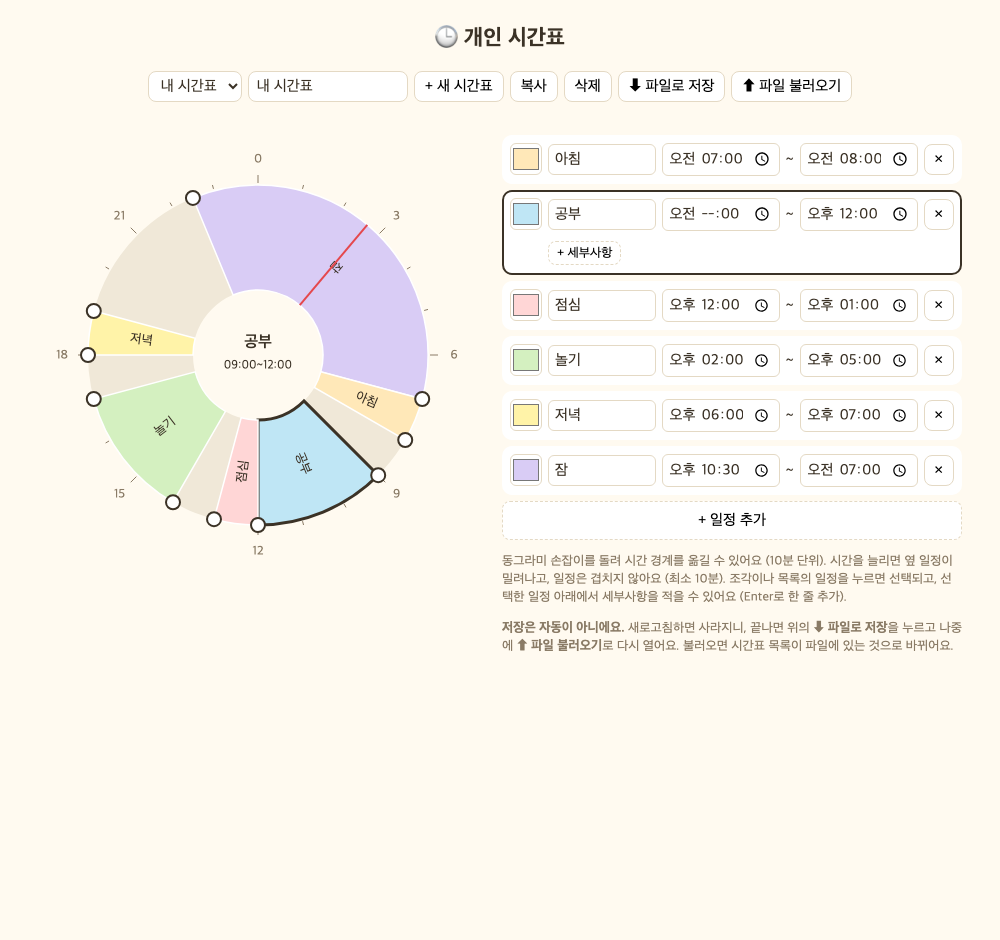 개인 시간표
내 시간표 내 시간표 + 새 시간표 복사 삭제 ⬇ 파일로 저장 ⬆ 파일 불러오기
0
3
6
9
12
15
18
21
잠
아침
공부
점심
놀기
저녁
공부
09:00~12:00
아침 오전 07:00 ~ 오전 08:00 ×
공부 오전 --:00 ~ 오후 12:00 ×
+ 세부사항
점심 오후 12:00 ~ 오후 01:00 ×
놀기 오후 02:00 ~ 오후 05:00 ×
저녁 오후 06:00 ~ 오후 07:00 ×
잠 오후 10:30 ~ 오전 07:00 ×
+ 일정 추가
동그라미 손잡이를 돌려 시간 경계를 옮길 수 있어요 (10분 단위). 시간을 늘리면 옆 일정이
밀려나고, 일정은 겹치지 않아요 (최소 10분). 조각이나 목록의 일정을 누르면 선택되고, 선
택한 일정 아래에서 세부사항을 적을 수 있어요 (Enter로 한 줄 추가).
저장은 자동이 아니에요. 새로고침하면 사라지니, 끝나면 위의 ⬇ 파일로 저장을 누르고 나중
에 ⬆ 파일 불러오기로 다시 열어요. 불러오면 시간표 목록이 파일에 있는 것으로 바뀌어요.